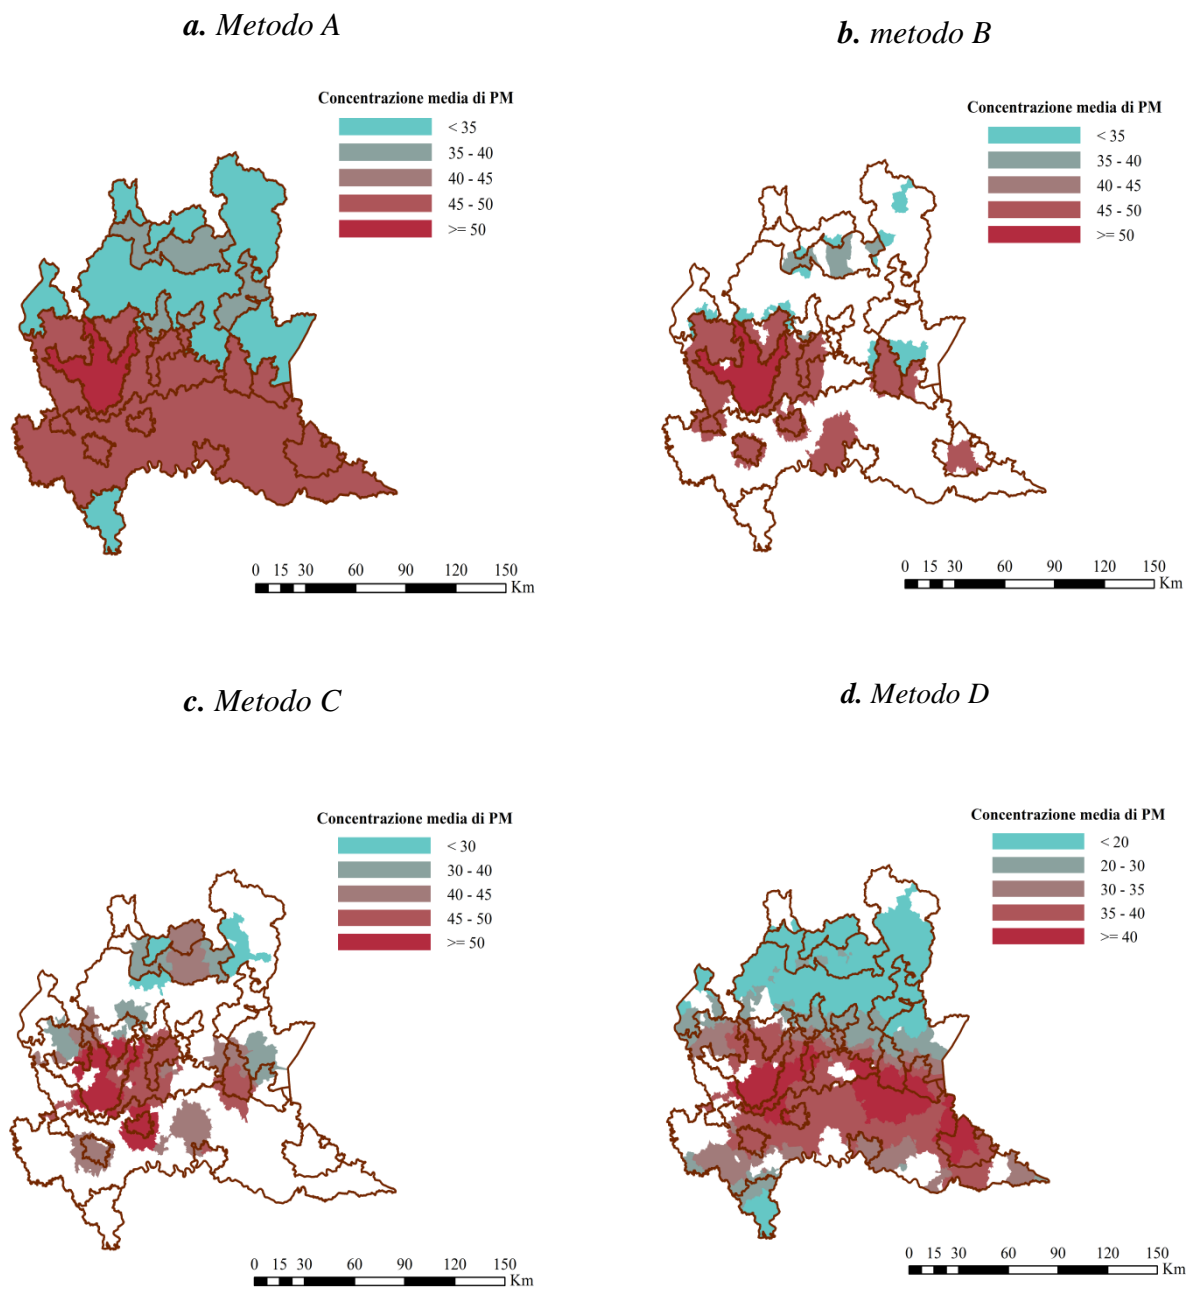 a. Metodo A
Concentrazione media di PM
< 35
35 - 40
40 - 45
45 - 50
>= 50
0 15 30 60 90 120 150
Km
b. metodo B
Concentrazione media di PM
< 35
35 - 40
40 - 45
45 - 50
>= 50
0 15 30 60 90 120 150
Km
c. Metodo C
Concentrazione media di PM
< 30
30 - 40
40 - 45
45 - 50
>= 50
0 15 30 60 90 120 150
Km
d. Metodo D
Concentrazione media di PM
< 20
20 - 30
30 - 35
35 - 40
>= 40
0 15 30 60 90 120 150
Km